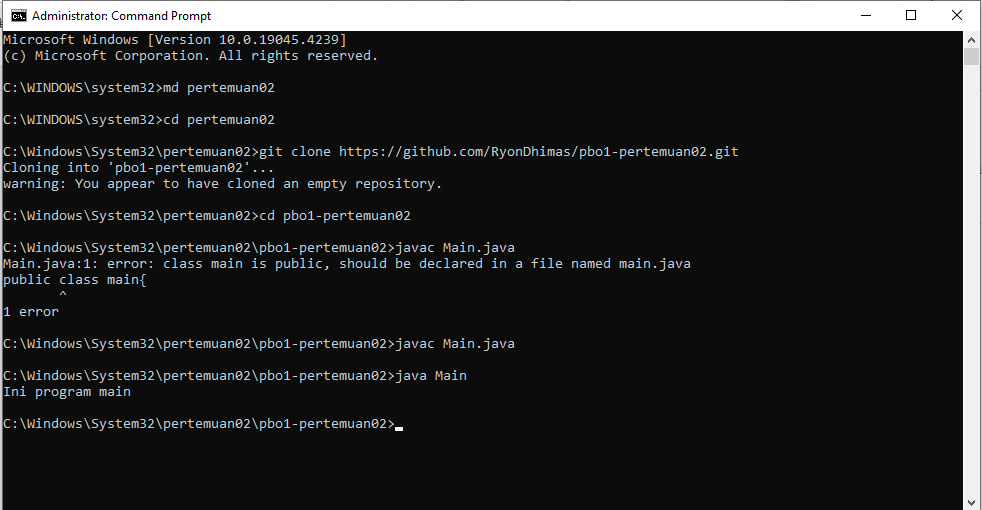 Administrator: Command Prompt
Microsoft Windows [Version 10.0.19045.4239]
(c) Microsoft Corporation. All rights reserved.
C:\WINDOWS\system32>md pertemuan02
C:\WINDOWS\system32>cd pertemuan02
C:\Windows\System32\pertemuan02>git clone https://github.com/RyonDhimas/pbo1-pertemuan02.git
Cloning into 'pbo1-pertemuan02'...
warning: You appear to have cloned an empty repository.
C:\Windows\System32\pertemuan02>cd pbo1-pertemuan02
C:\Windows\System32\pertemuan02\pbo1-pertemuan02>javac Main.java
Main.java:1: error: class main is public, should be declared in a file named main.java
public class main{
       ^
1 error
C:\Windows\System32\pertemuan02\pbo1-pertemuan02>javac Main.java
C:\Windows\System32\pertemuan02\pbo1-pertemuan02>java Main
Ini program main
C:\Windows\System32\pertemuan02\pbo1-pertemuan02>